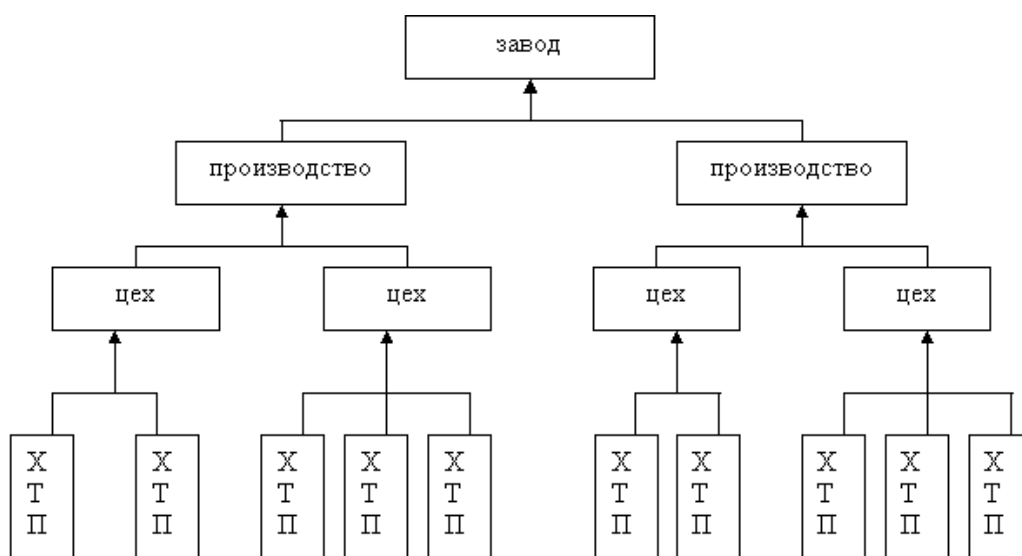 завод
производство
производство
цех
цех
цех
цех
Х Х Х Х Х Х Х Х Х Х
Т Т Т Т Т Т Т Т Т Т
П П П П П П П П П П